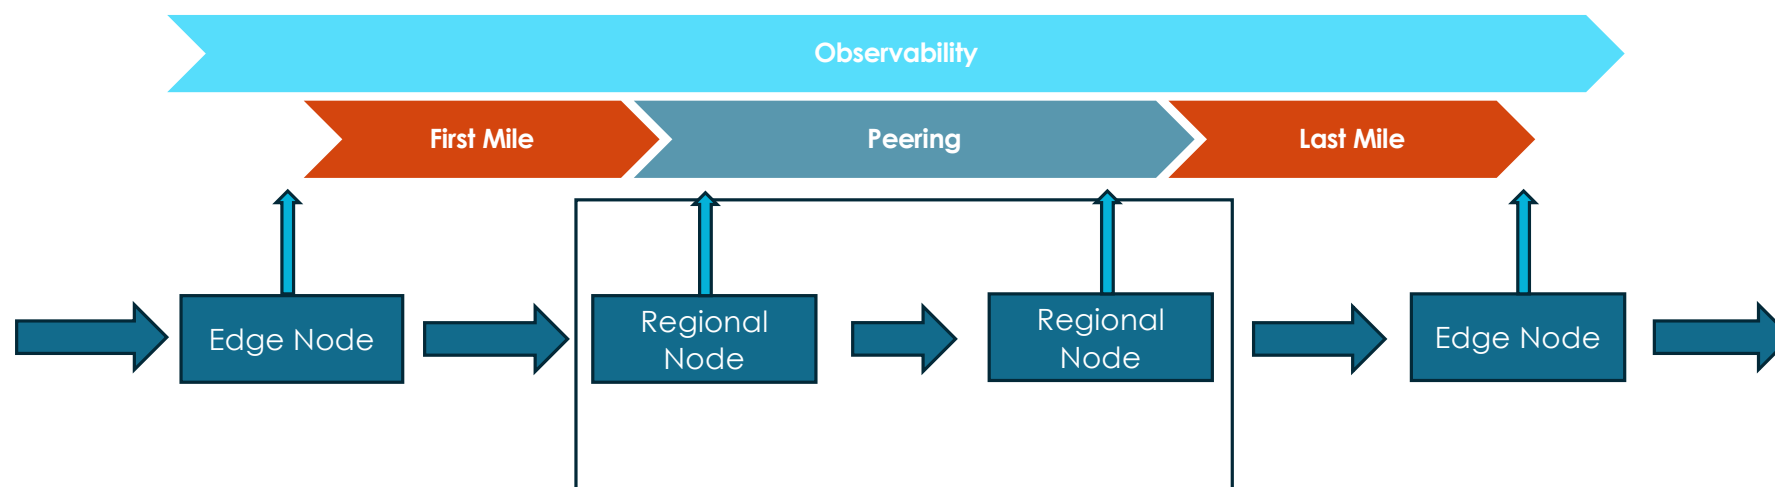 Observability
First Mile
Peering
Last Mile
Edge Node
Regional
Node
Regional
Node
Edge Node